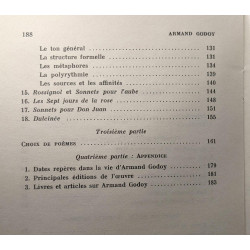 188 ARMAND GODOY
Le ton général 131
La structure formelle 131
Les métaphores 134
La polyrythmie 139
Les sources et les affinités 140
15. Rossignol et Sonnets pour l'aube 144
16. Les Sept jours de la rose 148
17. Sonnets pour Don Juan 151
18. Dulcinée 155
Troisième partie
CHOIX DE POÈMES 161
Quatrième partie : APPENDICE
1. Dates repères dans la vie d'Armand Godoy 179
2. Principales éditions de l'œuvre 181
3. Livres et articles sur Armand Godoy 183